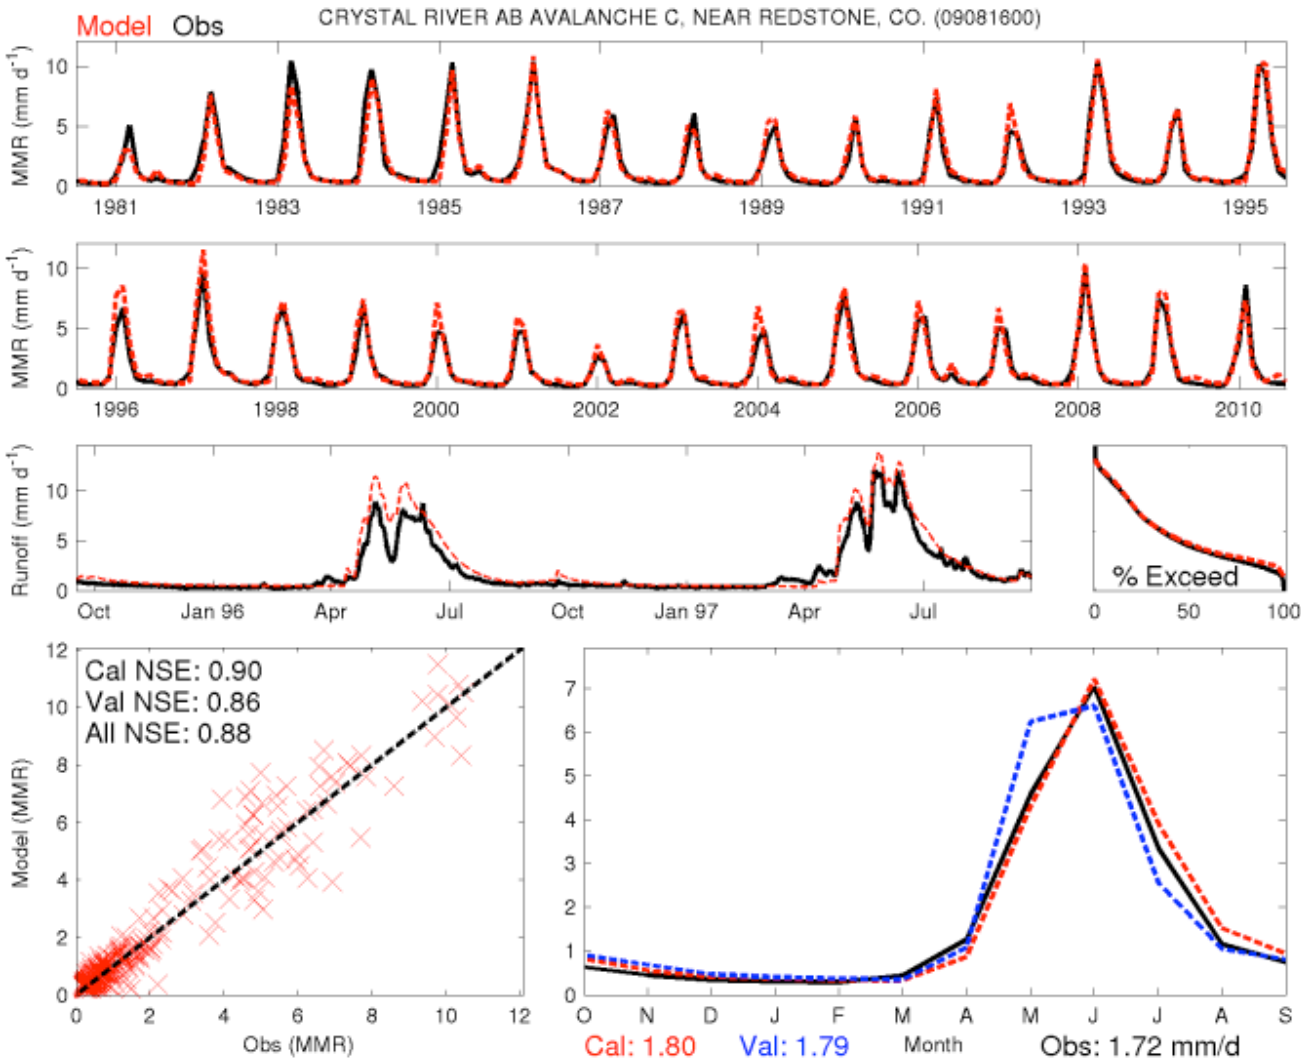 CRYSTAL RIVER AB AVALANCHE C, NEAR REDSTONE, CO. (09081600)
Model Obs
MMR (mm d⁻¹)
10
5
0
1981 1983 1985 1987 1989 1991 1993 1995
MMR (mm d⁻¹)
10
5
0
1996 1998 2000 2002 2004 2006 2008 2010
Runoff (mm d⁻¹)
10
5
0
Oct Jan 96 Apr Jul Oct Jan 97 Apr Jul
% Exceed
0 50 100
Cal NSE: 0.90
Val NSE: 0.86
All NSE: 0.88
Model (MMR)
12
10
8
6
4
2
0
0 2 4 6 8 10 12
Obs (MMR)
7
6
5
4
3
2
1
0
O N D J F M A M J J A S
Cal: 1.80 Val: 1.79 Month Obs: 1.72 mm/d